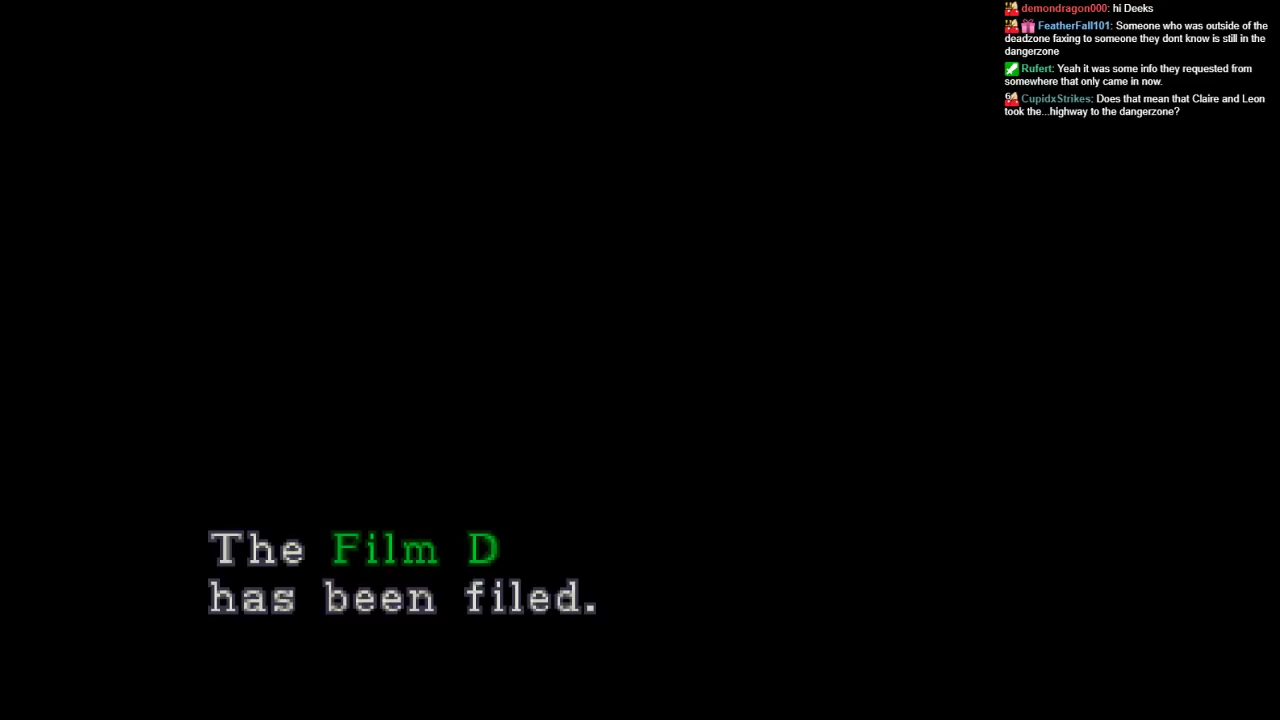 demondragon000: hi Deeks
FeatherFall101: Someone who was outside of the
deadzone faxing to someone they dont know is still in the
dangerzone
Rufert: Yeah it was some info they requested from
somewhere that only came in now.
CupidxStrikes: Does that mean that Claire and Leon
took the...highway to the dangerzone?
The Film D
has been filed.